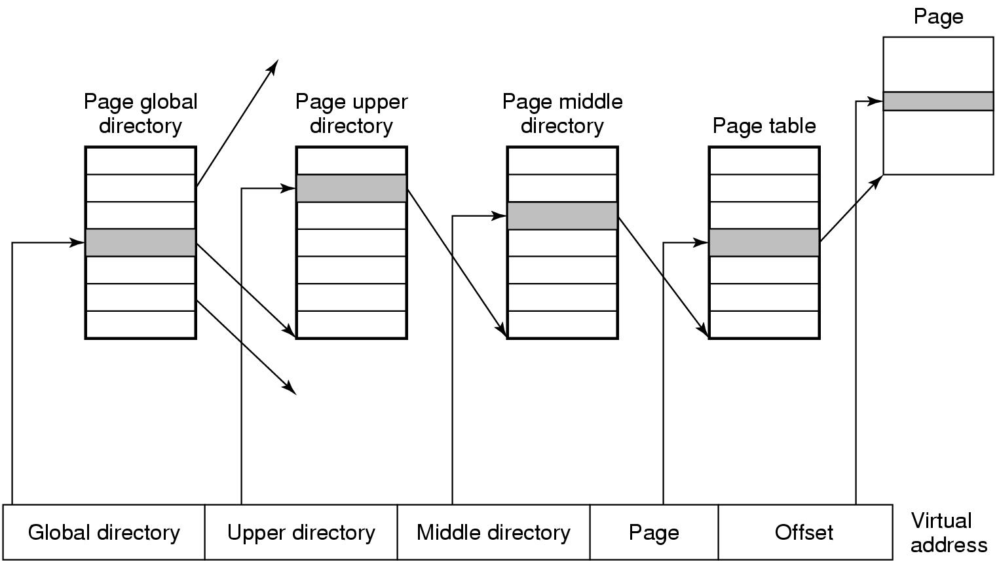 Page
Page global
directory
Page upper
directory
Page middle
directory
Page table
Global directory
Upper directory
Middle directory
Page
Offset
Virtual
address